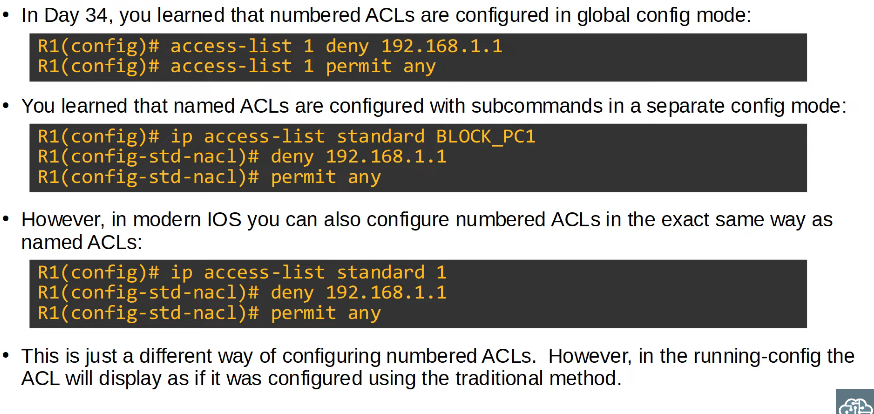 • In Day 34, you learned that numbered ACLs are configured in global config mode:
R1(config)# access-list 1 deny 192.168.1.1
R1(config)# access-list 1 permit any
• You learned that named ACLs are configured with subcommands in a separate config mode:
R1(config)# ip access-list standard BLOCK_PC1
R1(config-std-nacl)# deny 192.168.1.1
R1(config-std-nacl)# permit any
• However, in modern IOS you can also configure numbered ACLs in the exact same way as
named ACLs:
R1(config)# ip access-list standard 1
R1(config-std-nacl)# deny 192.168.1.1
R1(config-std-nacl)# permit any
• This is just a different way of configuring numbered ACLs.  However, in the running-config the
ACL will display as if it was configured using the traditional method.